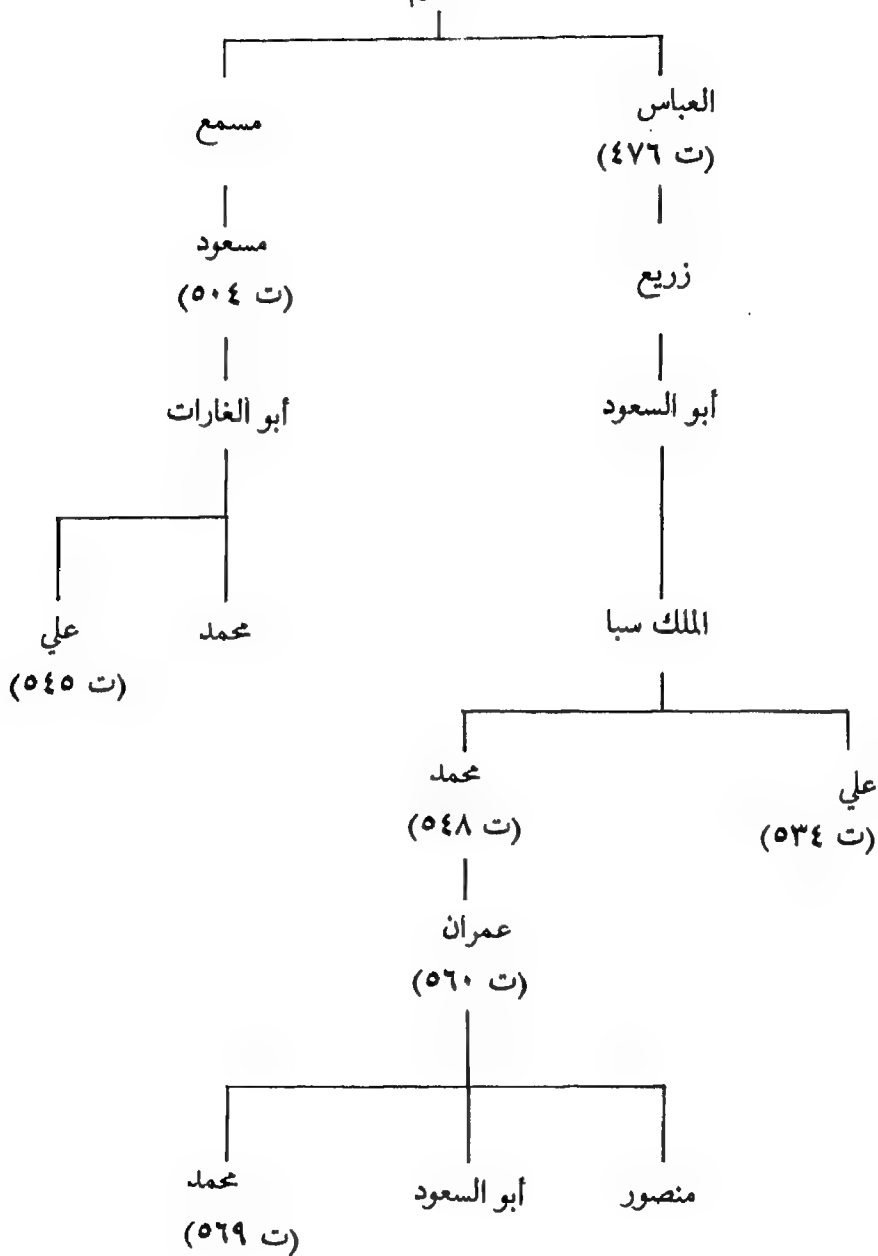 العباس
مسمع
(ت ٤٧٦)
مسعود
(ت ٥٠٤)
زريع
أبو السعود
أبو الغارات
الملك سبا
محمد
علي
(ت ٥٤٥)
محمد
(ت ٥٤٨)
علي
(ت ٥٣٤)
عمران
(ت ٥٦٠)
منصور
أبو السعود
محمد
(ت ٥٦٩)